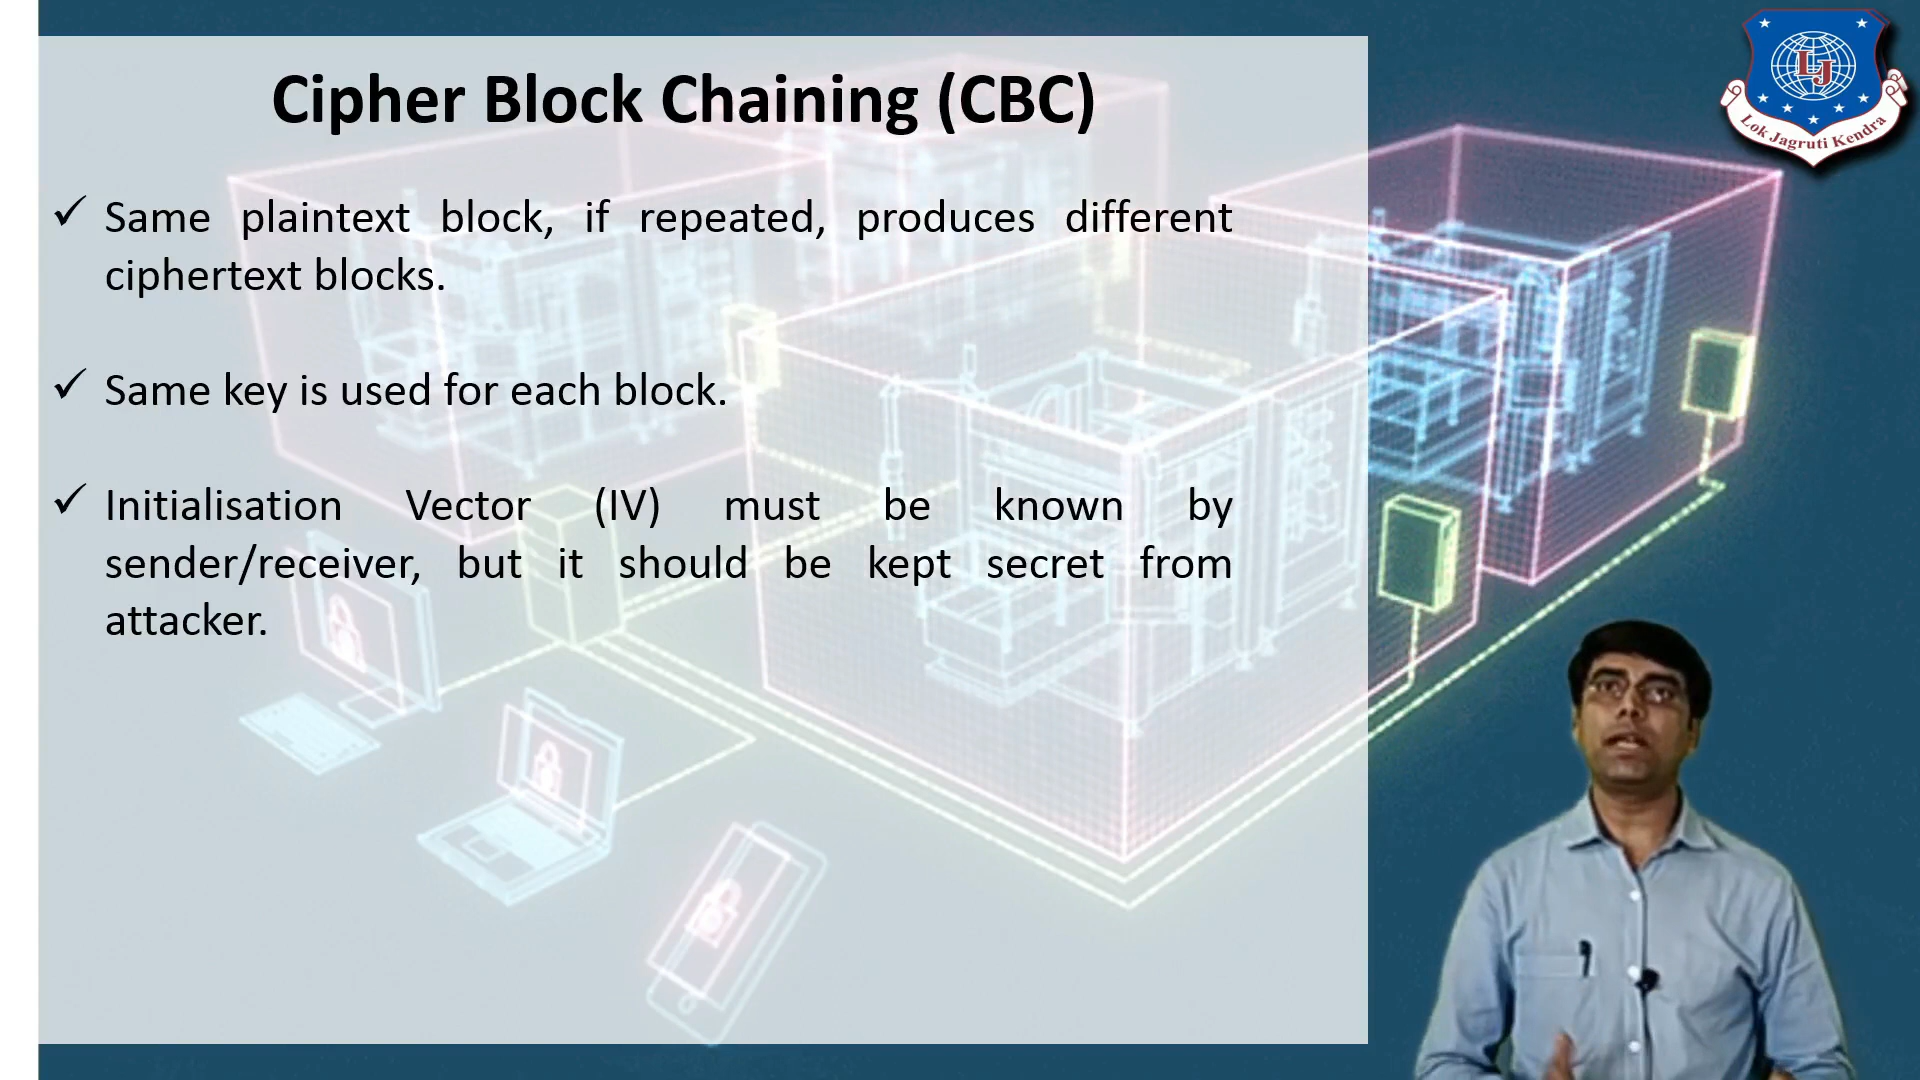 Cipher Block Chaining (CBC)
LJ
Lok Jagruti Kendra
✓ Same plaintext block, if repeated, produces different
ciphertext blocks.
✓ Same key is used for each block.
✓ Initialisation Vector (IV) must be known by
sender/receiver, but it should be kept secret from
attacker.